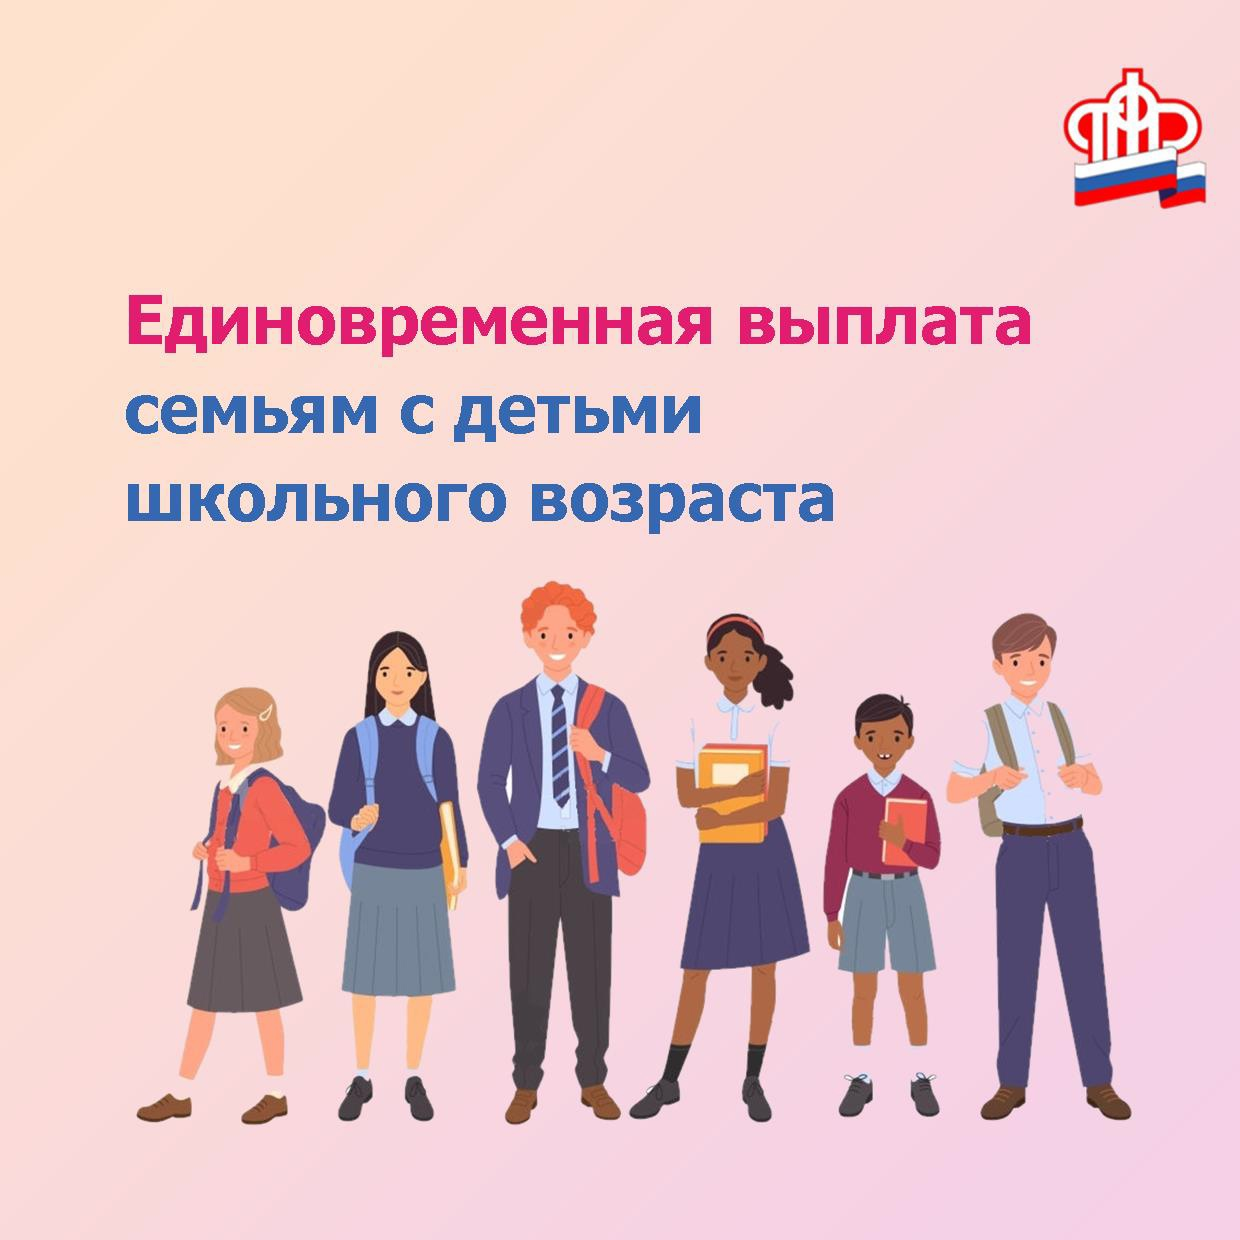 Единовременная выплата
семьям с детьми
школьного возраста